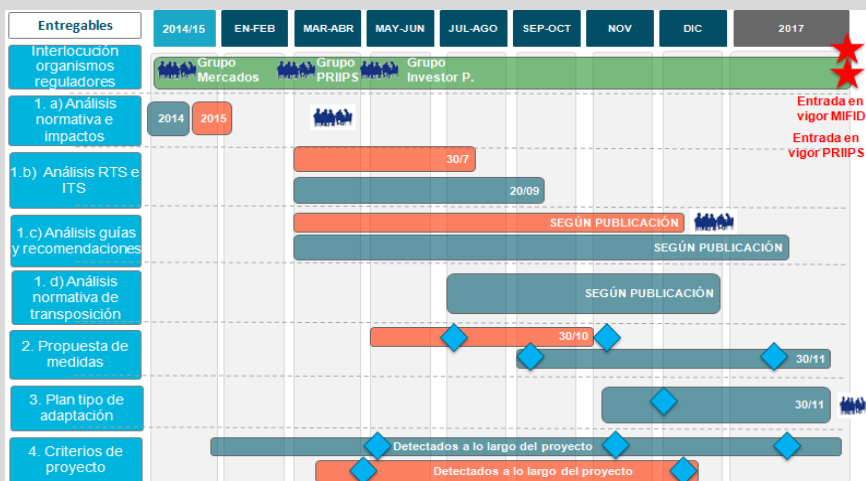 Entregables
2014/15
EN-FEB
MAR-ABR
MAY-JUN
JUL-AGO
SEP-OCT
NOV
DIC
2017
Interlocución
organismos
reguladores
Grupo
Mercados
Grupo
PRIIPS
Grupo
Investor P.
Entrada en
vigor MIFID
Entrada en
vigor PRIIPS
1. a) Análisis
normativa e
impactos
2014
2015
1.b) Análisis RTS e
ITS
30/7
20/09
1.c) Análisis guías
y recomendaciones
SEGÚN PUBLICACIÓN
SEGÚN PUBLICACIÓN
1. d) Análisis
normativa de
transposición
SEGÚN PUBLICACIÓN
2. Propuesta de
medidas
30/10
30/11
3. Plan tipo de
adaptación
30/11
4. Criterios de
proyecto
Detectados a lo largo del proyecto
Detectados a lo largo del proyecto